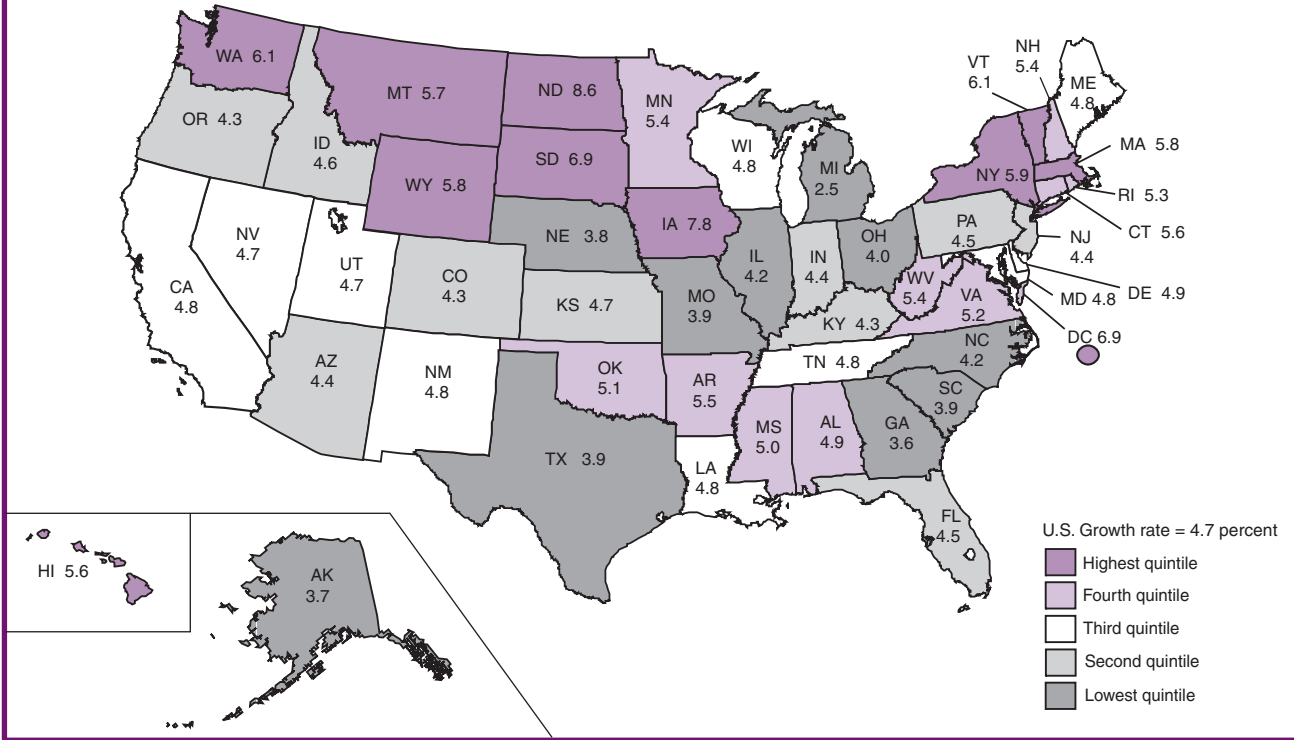 WA 6.1
MT 5.7
ND 8.6
MN
5.4
OR 4.3
ID
4.6
WY 5.8
SD 6.9
WI
4.8
MI
2.5
VT
6.1
NH
5.4
ME
4.8
NY 5.9
MA 5.8
RI 5.3
CT 5.6
NJ
4.4
DE 4.9
MD 4.8
DC 6.9
PA
4.5
NV
4.7
UT
4.7
CA
4.8
CO
4.3
NE 3.8
IA 7.8
IL
4.2
IN
4.4
OH
4.0
WV
5.4
VA
5.2
KS 4.7
MO
3.9
KY 4.3
NC
4.2
TN 4.8
AZ
4.4
NM
4.8
OK
5.1
AR
5.5
SC
3.9
MS
5.0
AL
4.9
GA
3.6
TX 3.9
LA
4.8
FL
4.5
HI 5.6
AK
3.7
U.S. Growth rate = 4.7 percent
Highest quintile
Fourth quintile
Third quintile
Second quintile
Lowest quintile